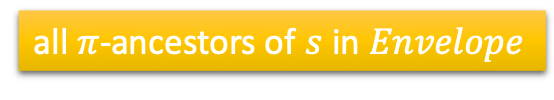 all π-ancestors of s in Envelope